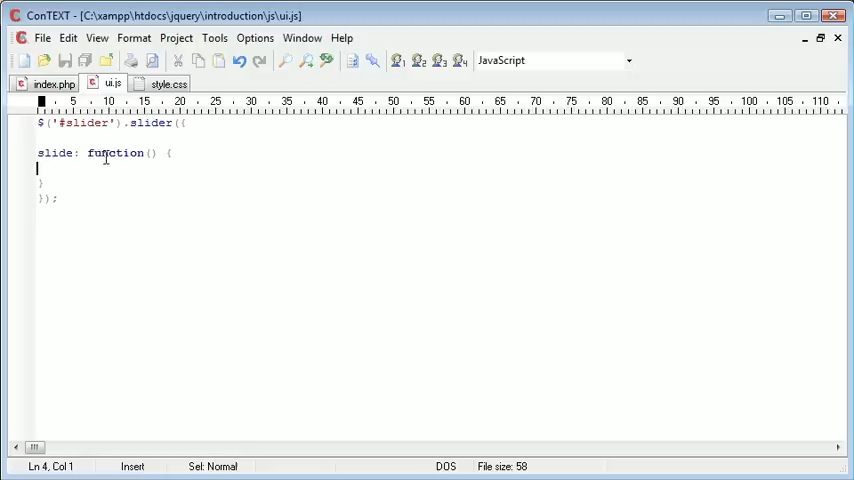 ConTEXT - [C:\xampp\htdocs\jquery\introduction\js\ui.js]
File Edit View Format Project Tools Options Window Help
JavaScript
index.php ui.js style.css
5 10 15 20 25 30 35 40 45 50 55 60 65 70 75 80 85 90 95 100 105 110
$('#slider').slider({
slide: function() {
}
});
Ln 4, Col 1 Insert Sel: Normal DOS File size: 58